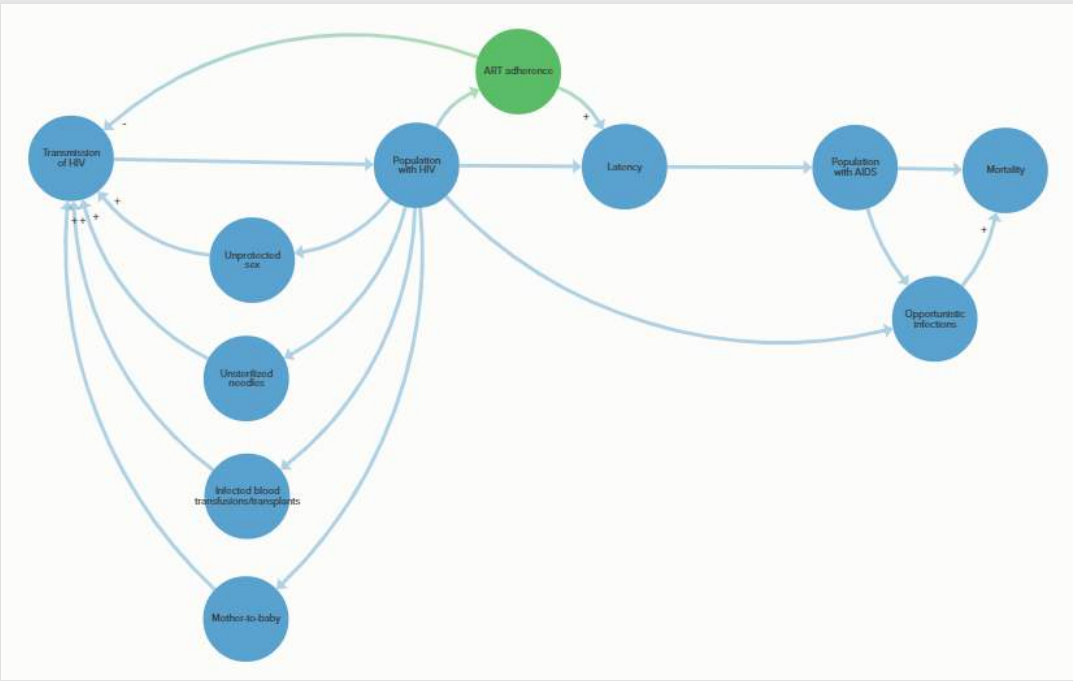 ART adherence
-
+
Transmission
of HIV
Population
with HIV
Latency
Population
with AIDS
Mortality
+
++
+
+
Unprotected
sex
Opportunistic
infections
Unsterilized
needles
Infected blood
transfusions/transplants
Mother-to-baby